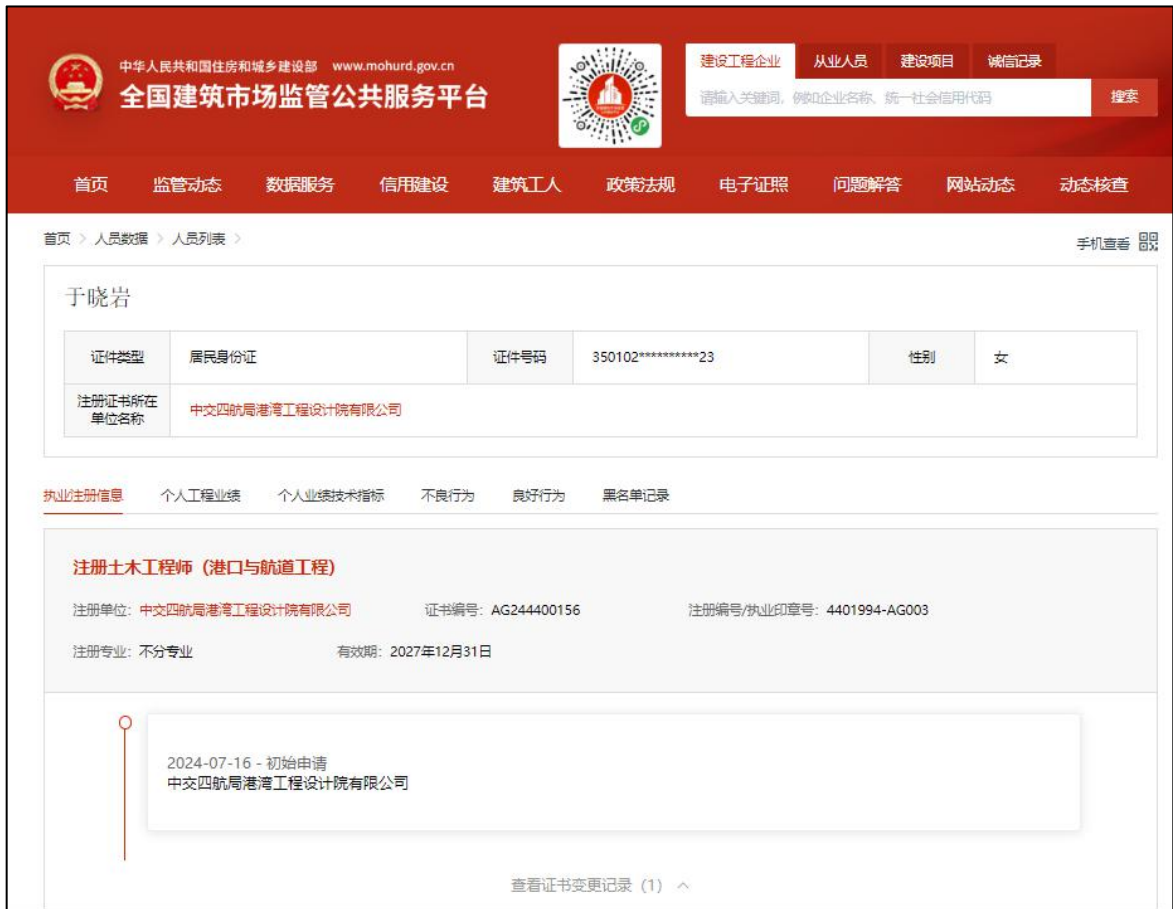 中华人民共和国住房和城乡建设部 www.mohurd.gov.cn
全国建筑市场监管公共服务平台
建设工程企业 从业人员 建设项目 诚信记录
请输入关键词，例如企业名称、统一社会信用代码 搜索
首页 监管动态 数据服务 信用建设 建筑工人 政策法规 电子证照 问题解答 网站动态 动态核查
首页 > 人员数据 > 人员列表 >
手机查看
于晓岩
证件类型 居民身份证 证件号码 350102**********23 性别 女
注册证书所在
单位名称
中交四航局港湾工程设计院有限公司
执业注册信息 个人工程业绩 个人业绩技术指标 不良行为 良好行为 黑名单记录
注册土木工程师（港口与航道工程）
注册单位：中交四航局港湾工程设计院有限公司 证书编号：AG244400156 注册编号/执业印章号：4401994-AG003
注册专业：不分专业 有效期：2027年12月31日
2024-07-16 - 初始申请
中交四航局港湾工程设计院有限公司
查看证书变更记录（1）